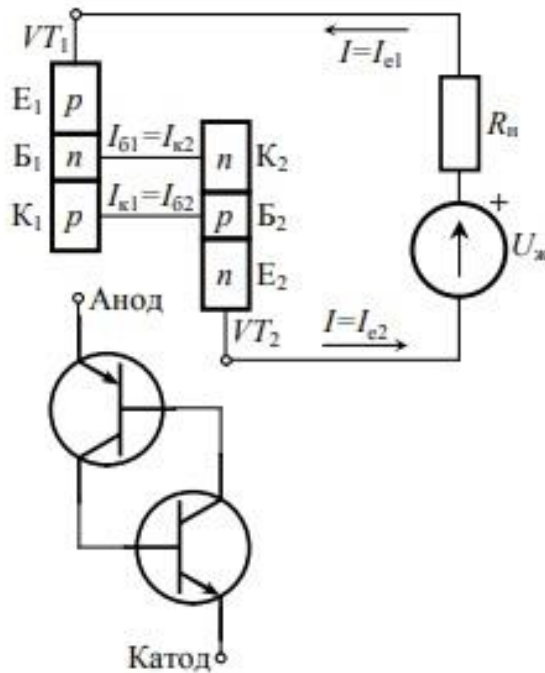 VT₁
I=Iе1
Е₁ p
Rн
Б₁ n Iб1=Iк2 n К₂
К₁ p Iк1=Iб2 p Б₂
+
Uж
n Е₂
VT₂
I=Iе2
Анод
Катод